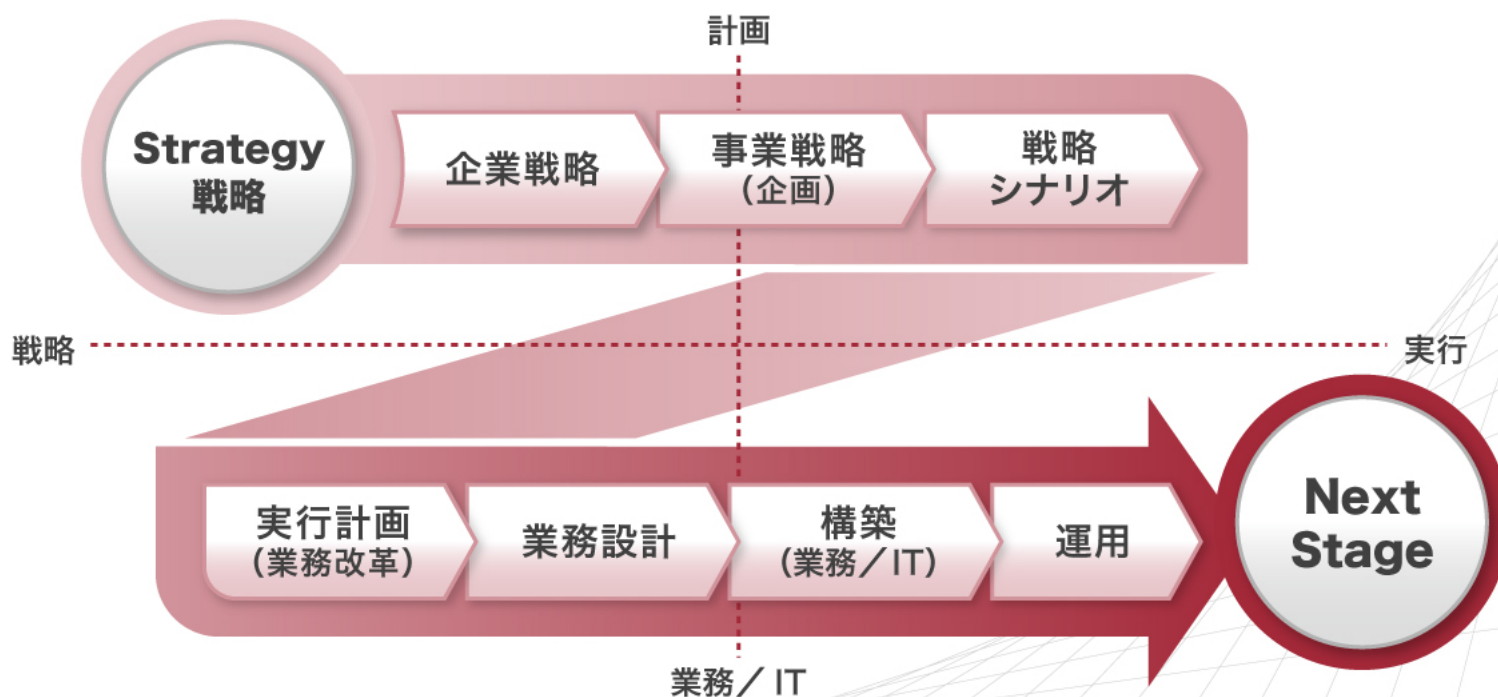 計画
Strategy
戦略
企業戦略
事業戦略
（企画）
戦略
シナリオ
戦略
実行
実行計画
（業務改革）
業務設計
構築
（業務／IT）
運用
Next
Stage
業務／IT